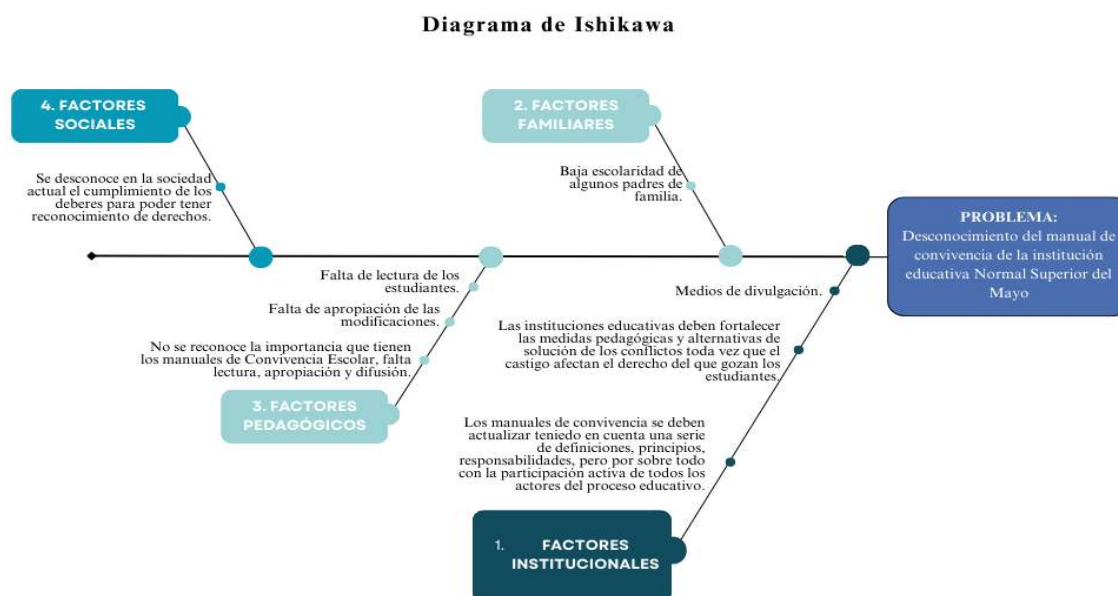 Diagrama de Ishikawa
4. FACTORES
SOCIALES
Se desconoce en la sociedad
actual el cumplimiento de los
deberes para poder tener
reconocimiento de derechos.
2. FACTORES
FAMILIARES
Baja escolaridad de
algunos padres de
familia.
PROBLEMA:
Desconocimiento del manual de
convivencia de la institución
educativa Normal Superior del
Mayo
Falta de lectura de los
estudiantes.
Falta de apropiación de las
modificaciones.
No se reconoce la importancia que tienen
los manuales de Convivencia Escolar, falta
lectura, apropiación y difusión.
3. FACTORES
PEDAGÓGICOS
Medios de divulgación.
Las instituciones educativas deben fortalecer
las medidas pedagógicas y alternativas de
solución de los conflictos toda vez que el
castigo afectan el derecho del que gozan los
estudiantes.
Los manuales de convivencia se deben
actualizar teniedo en cuenta una serie
de definiciones, principios,
responsabilidades, pero por sobre todo
con la participación activa de todos los
actores del proceso educativo.
1. FACTORES
INSTITUCIONALES